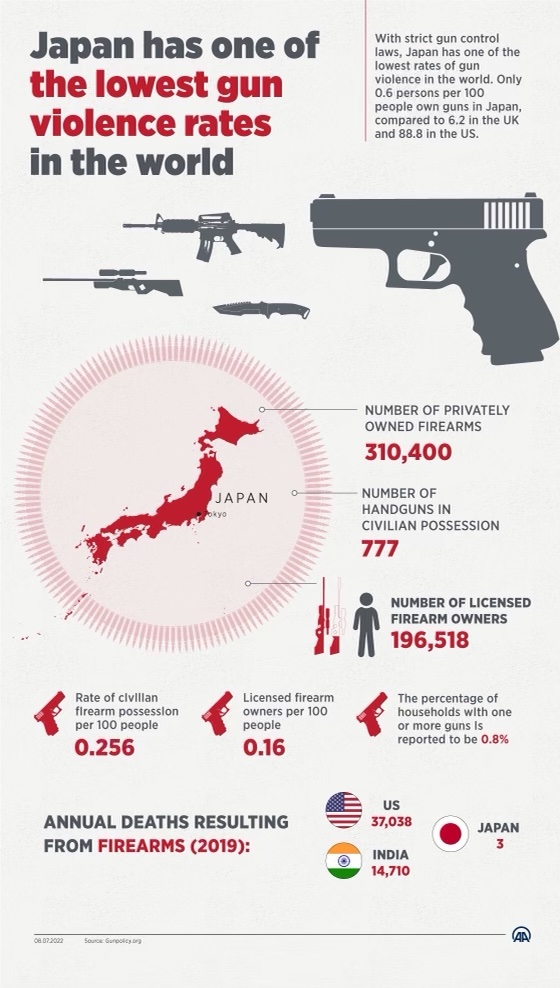 Japan has one of
the lowest gun
violence rates
in the world
With strict gun control
laws, Japan has one of the
lowest rates of gun
violence in the world. Only
0.6 persons per 100
people own guns in Japan,
compared to 6.2 in the UK
and 88.8 in the US.
NUMBER OF PRIVATELY
OWNED FIREARMS
310,400
JAPAN
Tokyo
NUMBER OF
HANDGUNS IN
CIVILIAN POSSESSION
777
NUMBER OF LICENSED
FIREARM OWNERS
196,518
Rate of civilian
firearm possession
per 100 people
0.256
Licensed firearm
owners per 100
people
0.16
The percentage of
households with one
or more guns is
reported to be 0.8%
ANNUAL DEATHS RESULTING
FROM FIREARMS (2019):
US
37,038
INDIA
14,710
JAPAN
3
08.07.2022 Source: Gunpolicy.org
AA